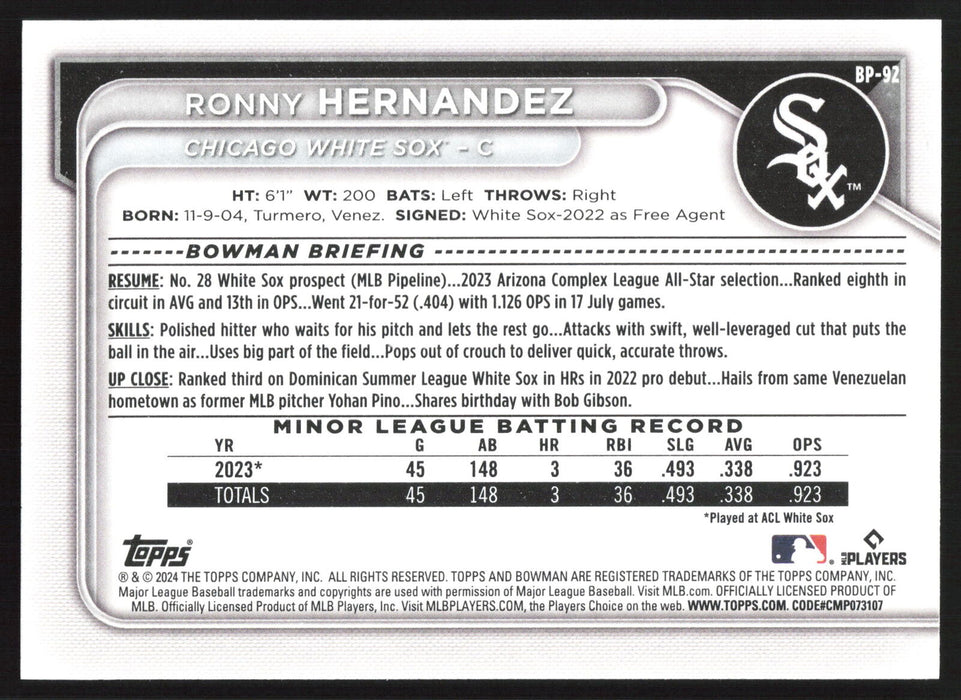 BP-92
RONNY HERNANDEZ
CHICAGO WHITE SOX™ - C
Sox™
HT: 6'1" WT: 200 BATS: Left THROWS: Right
BORN: 11-9-04, Turmero, Venez. SIGNED: White Sox-2022 as Free Agent
BOWMAN BRIEFING
RESUME: No. 28 White Sox prospect (MLB Pipeline)...2023 Arizona Complex League All-Star selection...Ranked eighth in
circuit in AVG and 13th in OPS...Went 21-for-52 (.404) with 1.126 OPS in 17 July games.
SKILLS: Polished hitter who waits for his pitch and lets the rest go...Attacks with swift, well-leveraged cut that puts the
ball in the air...Uses big part of the field...Pops out of crouch to deliver quick, accurate throws.
UP CLOSE: Ranked third on Dominican Summer League White Sox in HRs in 2022 pro debut...Hails from same Venezuelan
hometown as former MLB pitcher Yohan Pino...Shares birthday with Bob Gibson.
MINOR LEAGUE BATTING RECORD
YR G AB HR RBI SLG AVG OPS
2023* 45 148 3 36 .493 .338 .923
TOTALS 45 148 3 36 .493 .338 .923
*Played at ACL White Sox
Topps®
MLB PLAYERS
® & © 2024 THE TOPPS COMPANY, INC. ALL RIGHTS RESERVED. TOPPS AND BOWMAN ARE REGISTERED TRADEMARKS OF THE TOPPS COMPANY, INC.
Major League Baseball trademarks and copyrights are used with permission of Major League Baseball. Visit MLB.com. OFFICIALLY LICENSED PRODUCT OF
MLB. Officially Licensed Product of MLB Players, Inc. Visit MLBPLAYERS.COM, the Players Choice on the web. WWW.TOPPS.COM. CODE#CMP073107